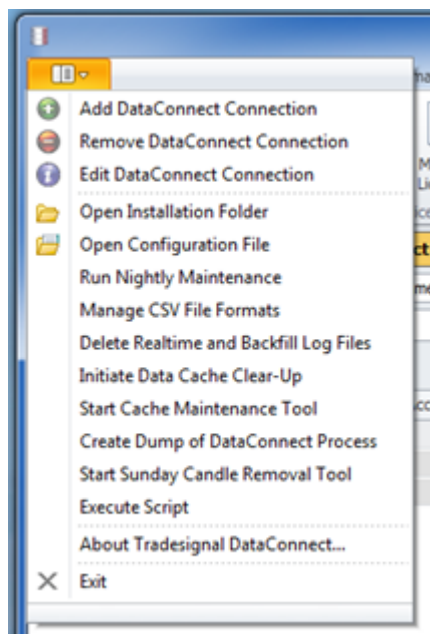 Add DataConnect Connection
Remove DataConnect Connection
Edit DataConnect Connection
Open Installation Folder
Open Configuration File
Run Nightly Maintenance
Manage CSV File Formats
Delete Realtime and Backfill Log Files
Initiate Data Cache Clear-Up
Start Cache Maintenance Tool
Create Dump of DataConnect Process
Start Sunday Candle Removal Tool
Execute Script
About Tradesignal DataConnect...
Exit